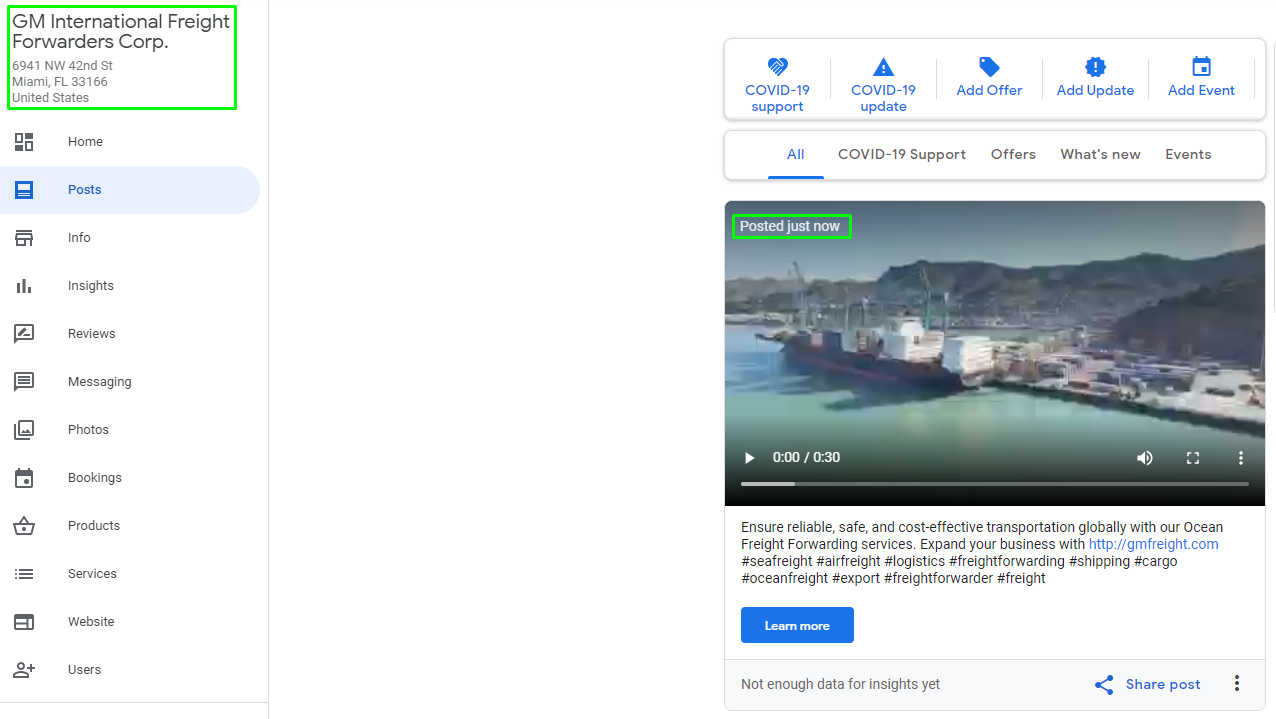 GM International Freight
Forwarders Corp.
6941 NW 42nd St
Miami, FL 33166
United States
Home
Posts
Info
Insights
Reviews
Messaging
Photos
Bookings
Products
Services
Website
Users
COVID-19
support
COVID-19
update
Add Offer
Add Update
Add Event
All
COVID-19 Support
Offers
What's new
Events
Posted just now
0:00 / 0:30
Ensure reliable, safe, and cost-effective transportation globally with our Ocean
Freight Forwarding services. Expand your business with http://gmfreight.com
#seafreight #airfreight #logistics #freightforwarding #shipping #cargo
#oceanfreight #export #freightforwarder #freight
Learn more
Not enough data for insights yet
Share post